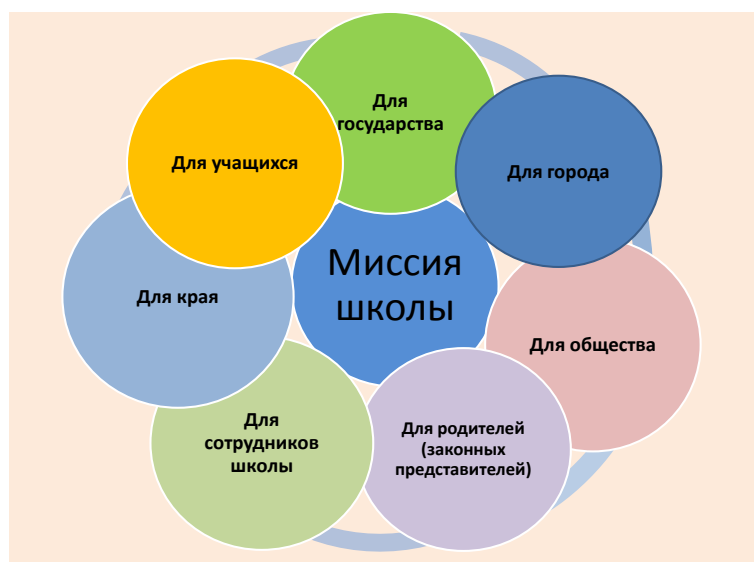 Для
государства
Для учащихся
Для города
Миссия
школы
Для края
Для общества
Для
сотрудников
школы
Для родителей
(законных
представителей)